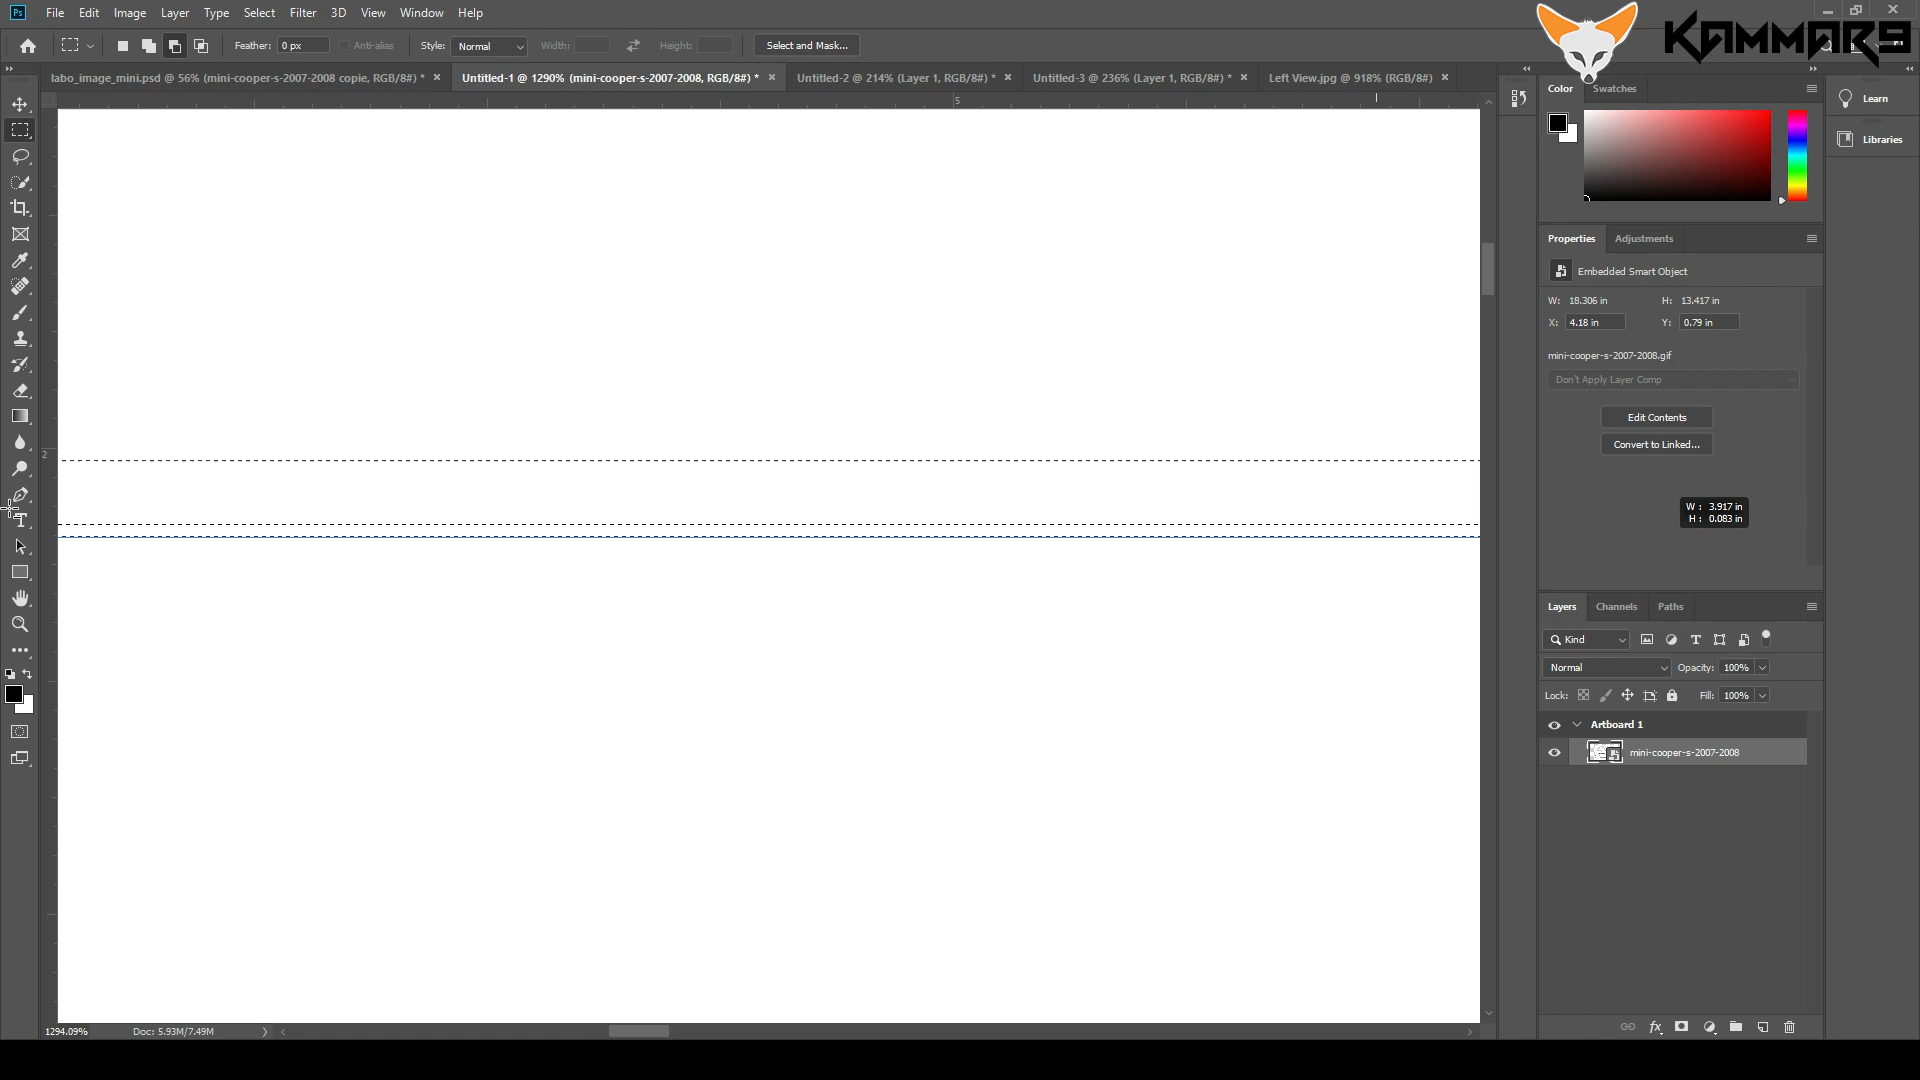 Ps File Edit Image Layer Type Select Filter 3D View Window Help
KAMMAR9
Feather: 0 px Anti-alias Style: Normal Width: Height: Select and Mask...
labo_image_mini.psd @ 56% (mini-cooper-s-2007-2008 copie, RGB/8#) * Untitled-1 @ 1290% (mini-cooper-s-2007-2008, RGB/8#) * Untitled-2 @ 214% (Layer 1, RGB/8#) * Untitled-3 @ 236% (Layer 1, RGB/8#) * Left View.jpg @ 918% (RGB/8#)
5
2
Color Swatches
Learn
Libraries
Properties Adjustments
Embedded Smart Object
W: 18.306 in H: 13.417 in
X: 4.18 in Y: 0.79 in
mini-cooper-s-2007-2008.gif
Don't Apply Layer Comp
Edit Contents
Convert to Linked...
W : 3.917 in
H : 0.083 in
Layers Channels Paths
Kind
Normal Opacity: 100%
Lock: Fill: 100%
Artboard 1
mini-cooper-s-2007-2008
fx
1294.09% Doc: 5.93M/7.49M